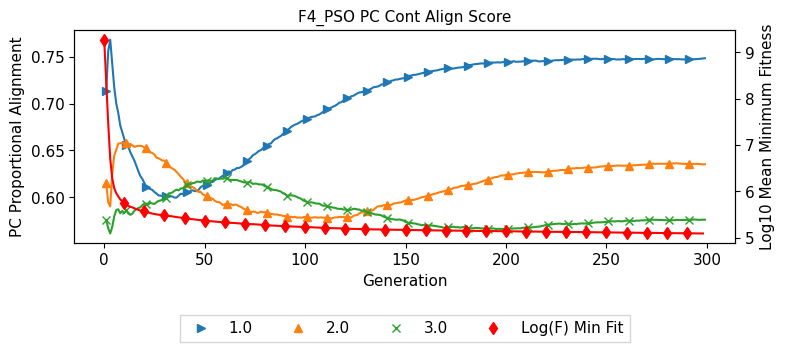 F4_PSO PC Cont Align Score
PC Proportional Alignment
0.75
0.70
0.65
0.60
9
8
7
6
5
Log10 Mean Minimum Fitness
0 50 100 150 200 250 300
Generation
1.0 2.0 3.0 Log(F) Min Fit